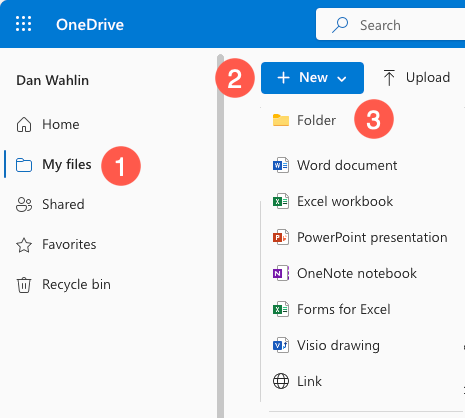 OneDrive
Search
Dan Wahlin
Home
My files 1
Shared
Favorites
Recycle bin
2 + New Upload
Folder 3
Word document
Excel workbook
PowerPoint presentation
OneNote notebook
Forms for Excel
Visio drawing
Link